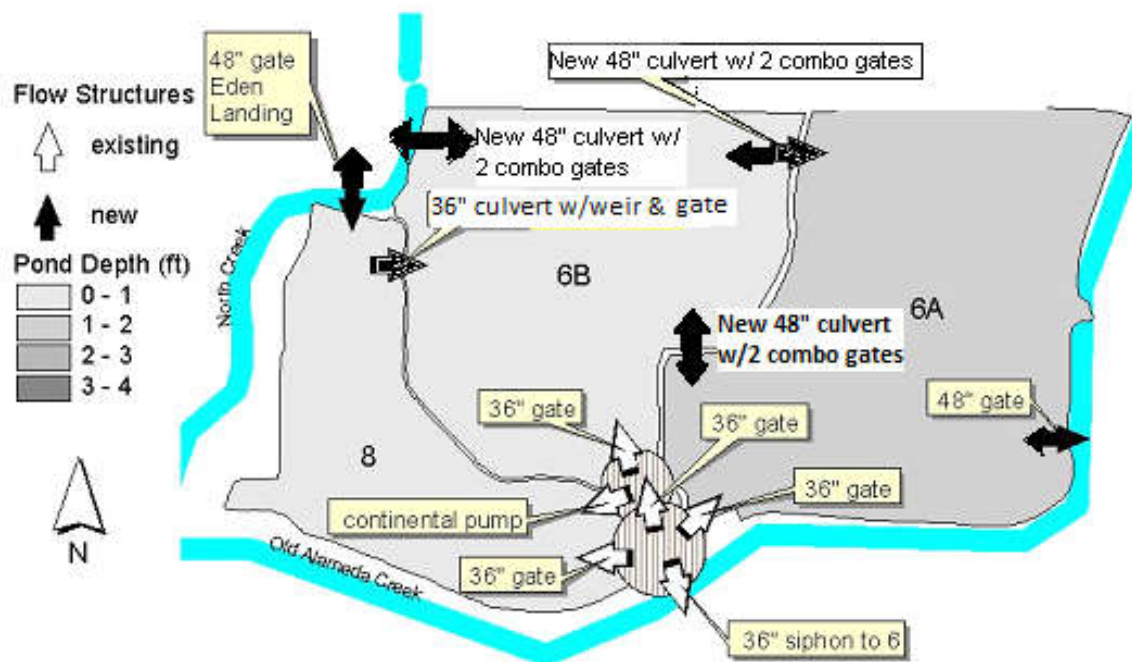 48" gate
Eden
Landing
New 48" culvert w/ 2 combo gates
Flow Structures
existing
new
New 48" culvert w/
2 combo gates
36" culvert w/weir & gate
Pond Depth (ft)
0 - 1
1 - 2
2 - 3
3 - 4
North Creek
6B
6A
New 48" culvert
w/2 combo gates
36" gate
36" gate
48" gate
8
36" gate
continental pump
N
Old Alameda Creek
36" gate
36" siphon to 6